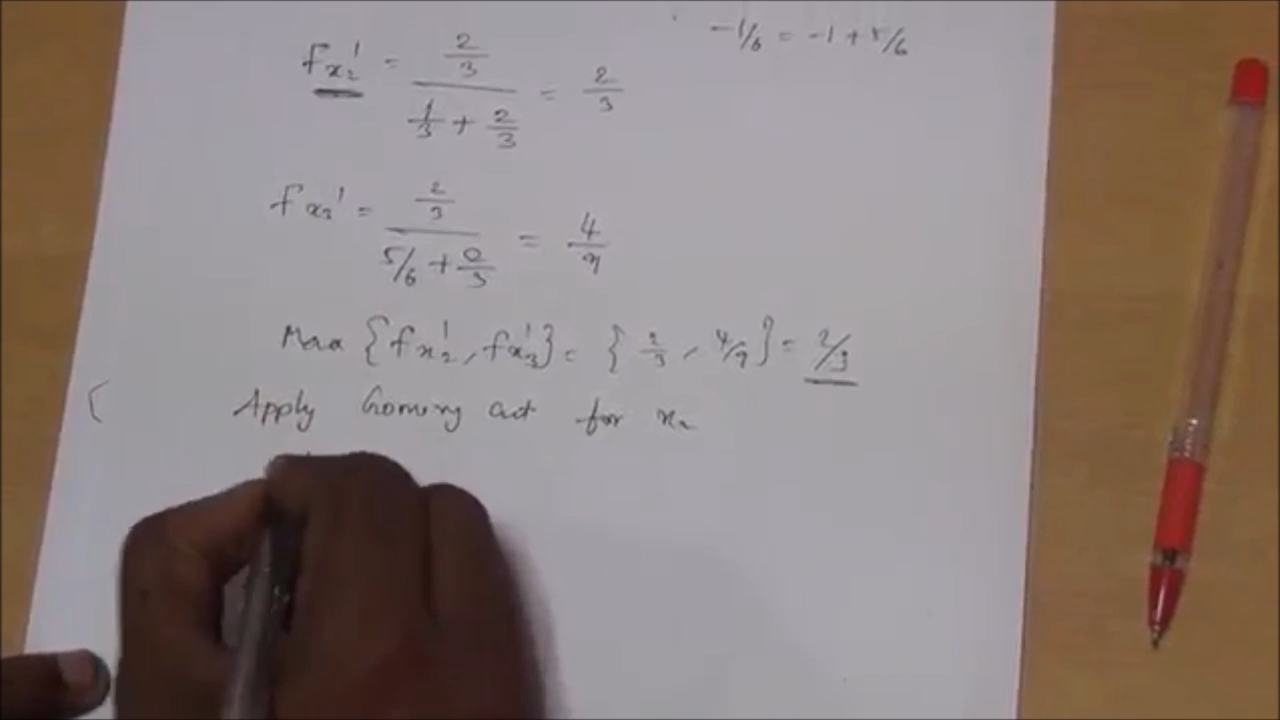 -1/6 = -1 + 5/6
fx₂' = (2/3) / (1/3 + 2/3) = 2/3
fx₃' = (2/3) / (5/6 + 2/3) = 4/9
Max {fx₂', fx₃'} = {2/3, 4/9} = 2/3
Apply Gomory cut for x₂